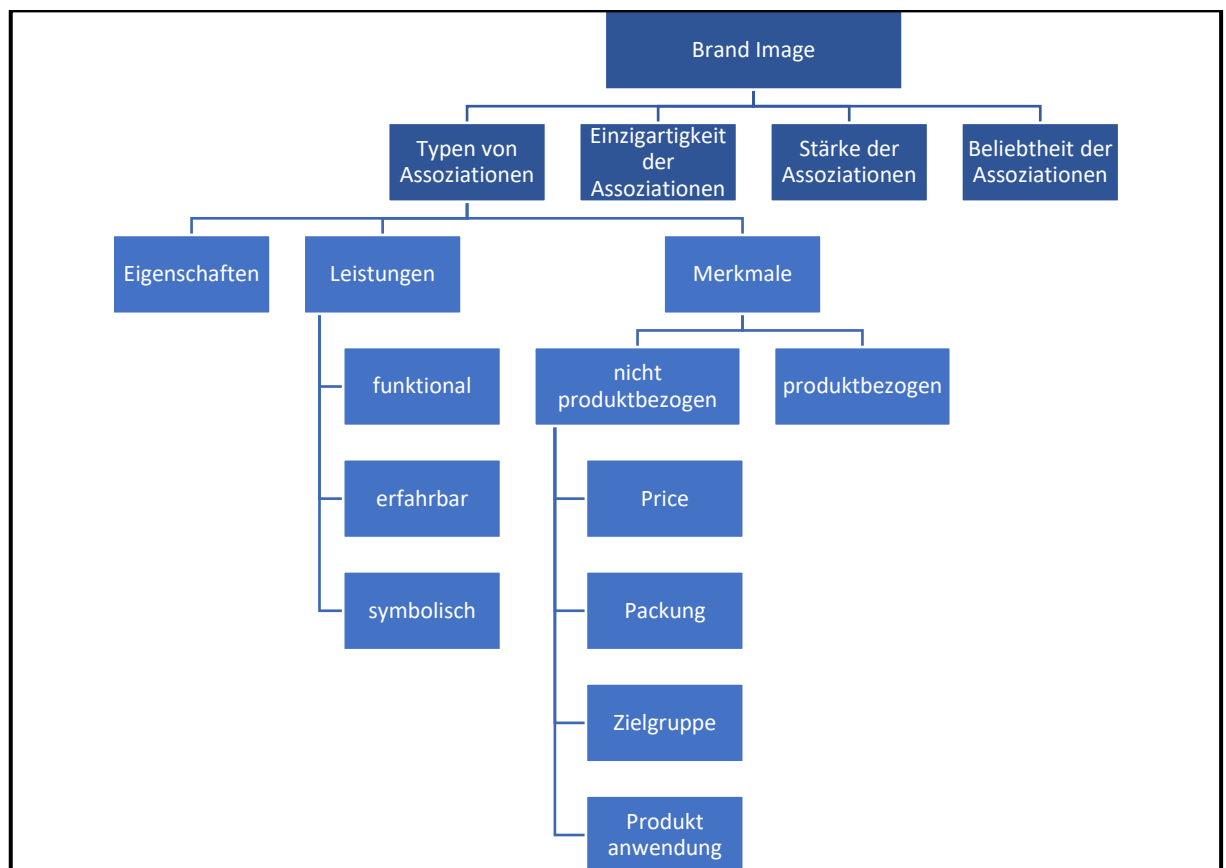 Brand Image
Typen von
Assoziationen
Einzigartigkeit
der
Assoziationen
Stärke der
Assoziationen
Beliebtheit der
Assoziationen
Eigenschaften
Leistungen
Merkmale
funktional
nicht
produktbezogen
produktbezogen
erfahrbar
Price
symbolisch
Packung
Zielgruppe
Produkt
anwendung